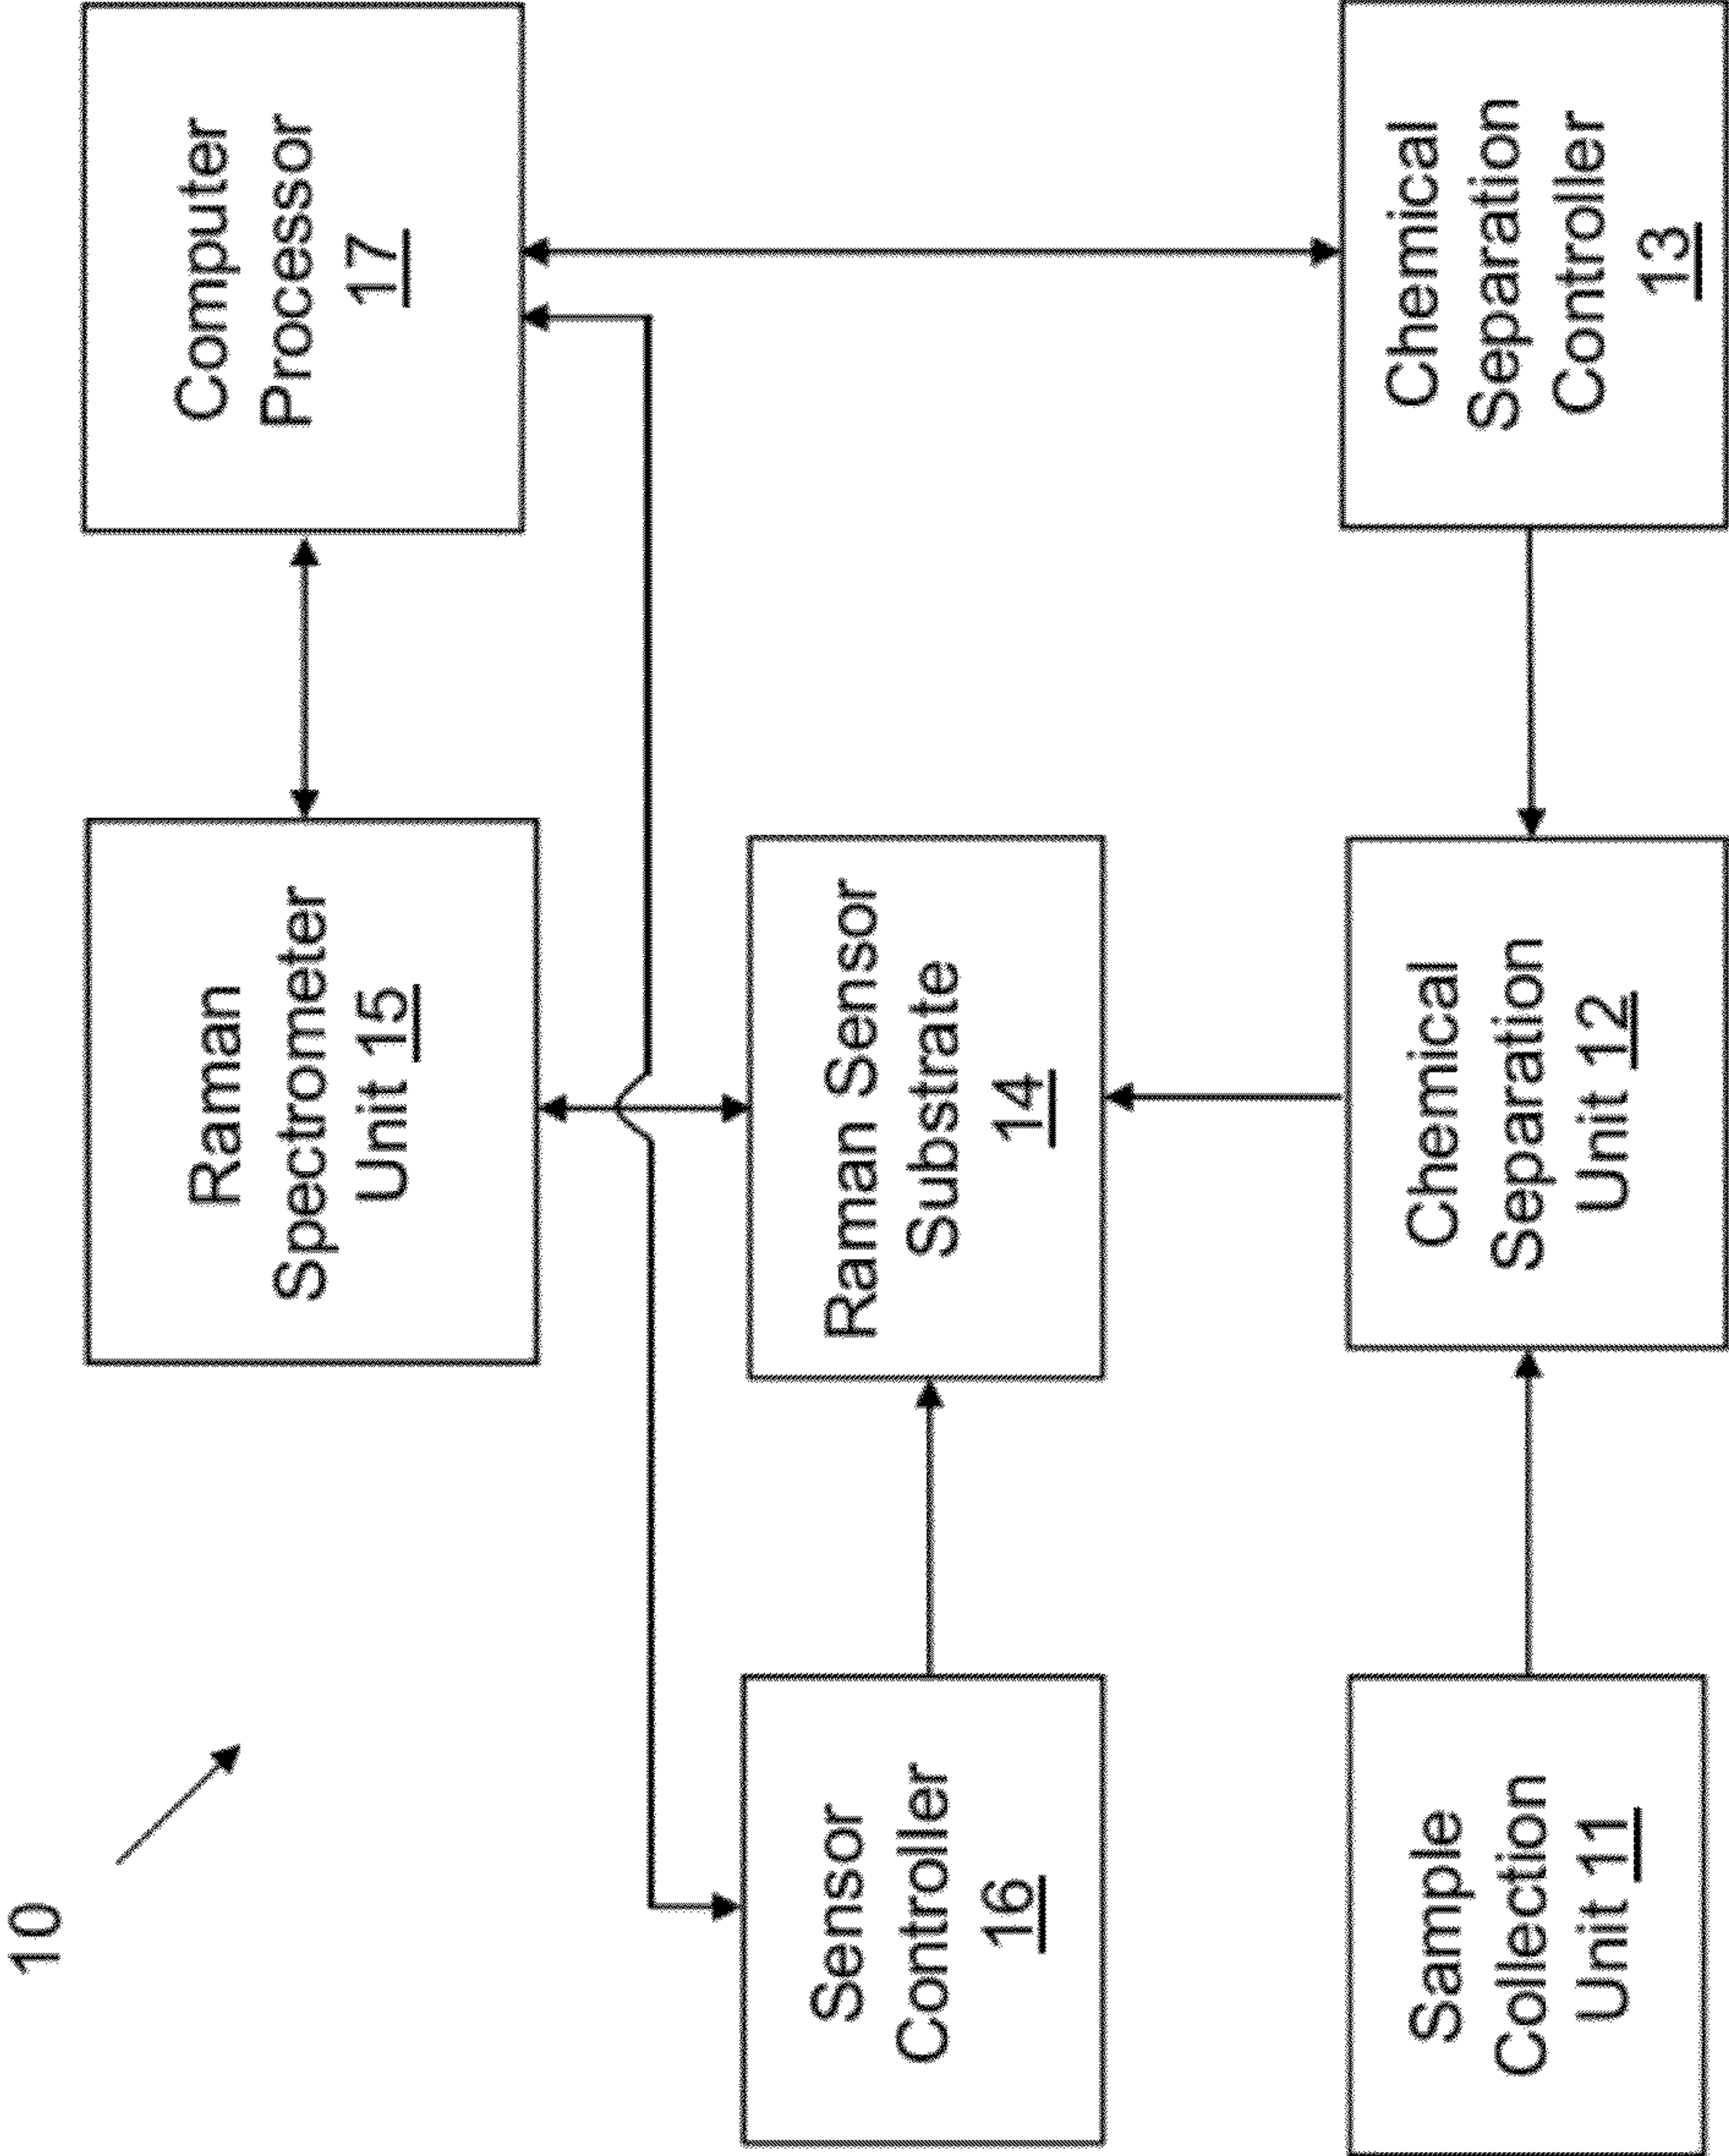 10
Raman
Spectrometer
Unit 15
Computer
Processor
17
Sensor
Controller
16
Raman Sensor
Substrate
14
Sample
Collection
Unit 11
Chemical
Separation
Unit 12
Chemical
Separation
Controller
13